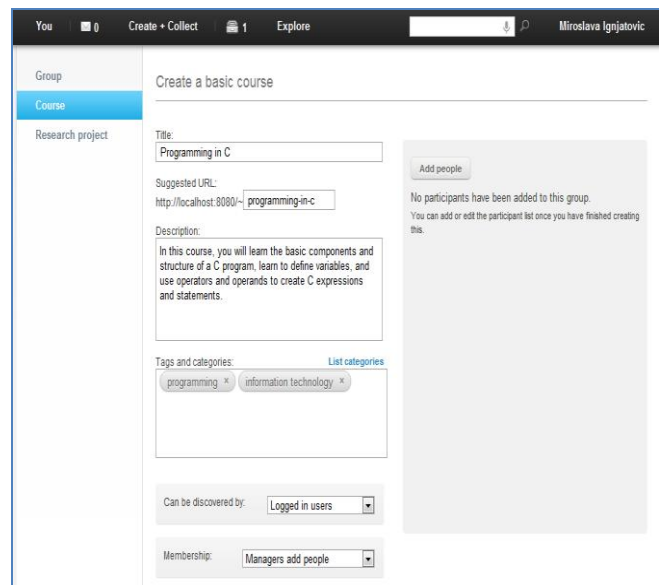 You 0 Create + Collect 1 Explore Miroslava Ignjatovic
Group
Course
Research project
Create a basic course
Title:
Programming in C
Suggested URL:
http://localhost:8080/~ programming-in-c
Description:
In this course, you will learn the basic components and
structure of a C program, learn to define variables, and
use operators and operands to create C expressions
and statements.
Tags and categories: List categories
programming x information technology x
Can be discovered by: Logged in users
Membership: Managers add people
Add people
No participants have been added to this group.
You can add or edit the participant list once you have finished creating
this.